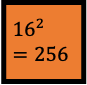 16²
= 256